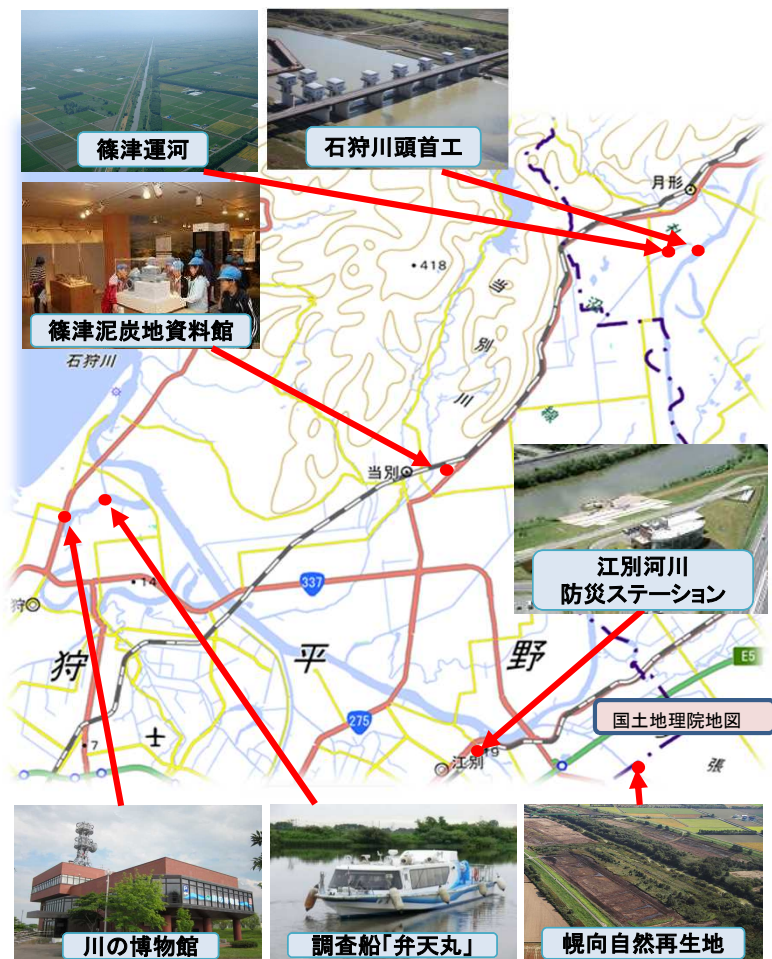 篠津運河
石狩川頭首工
月形
418
当
別
川
篠津泥炭地資料館
石狩川
当別
江別河川
防災ステーション
14
337
狩
狩
平
野
E5
275
国土地理院地図
士
7
19
江別
張
川の博物館
調査船「弁天丸」
幌向自然再生地